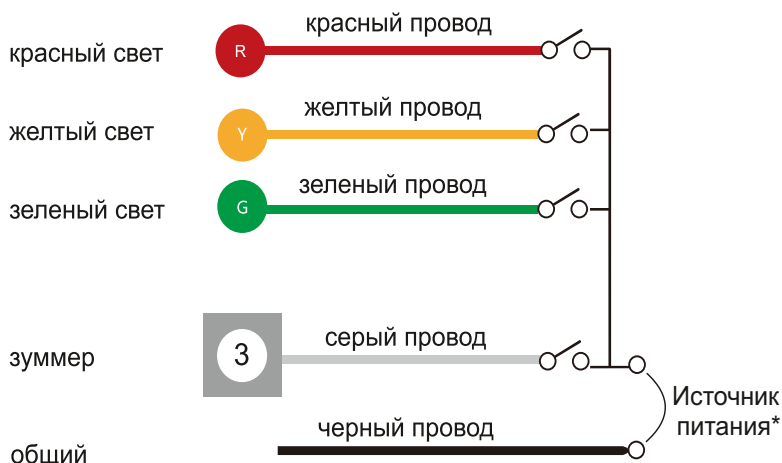 красный провод
красный свет R
желтый провод
желтый свет Y
зеленый провод
зеленый свет G
серый провод
зуммер З
Источник
питания*
черный провод
общий